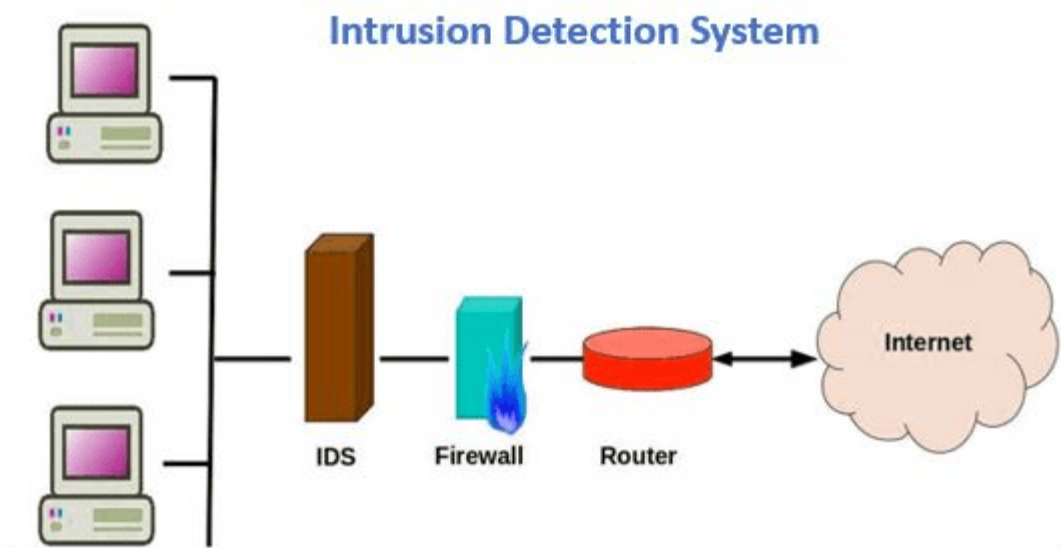 Intrusion Detection System
Internet
IDS
Firewall
Router